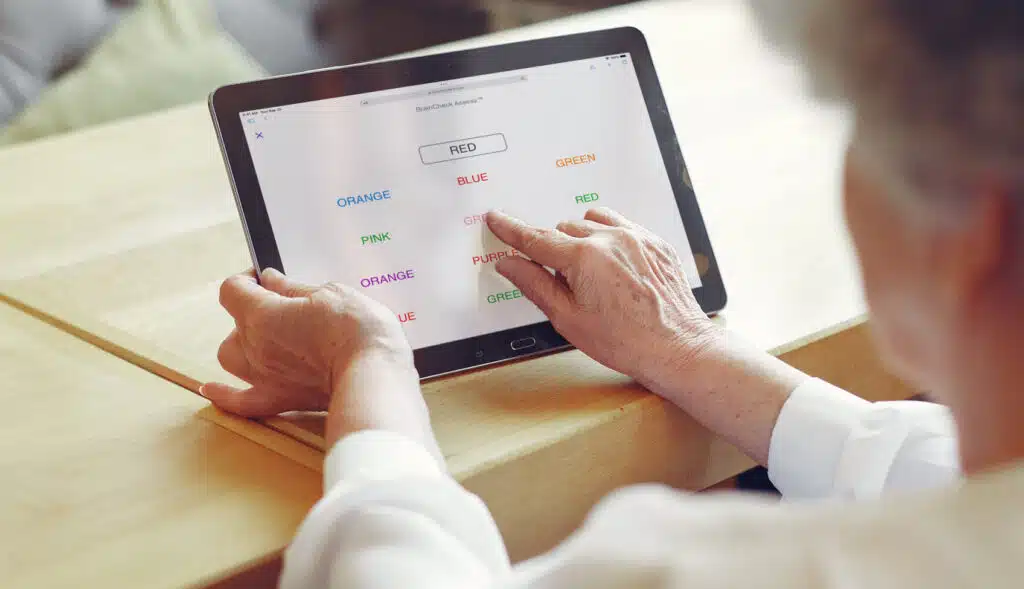 BrainCheck Assess™
RED
ORANGE BLUE GREEN
PINK RED
ORANGE PURPLE
GREEN